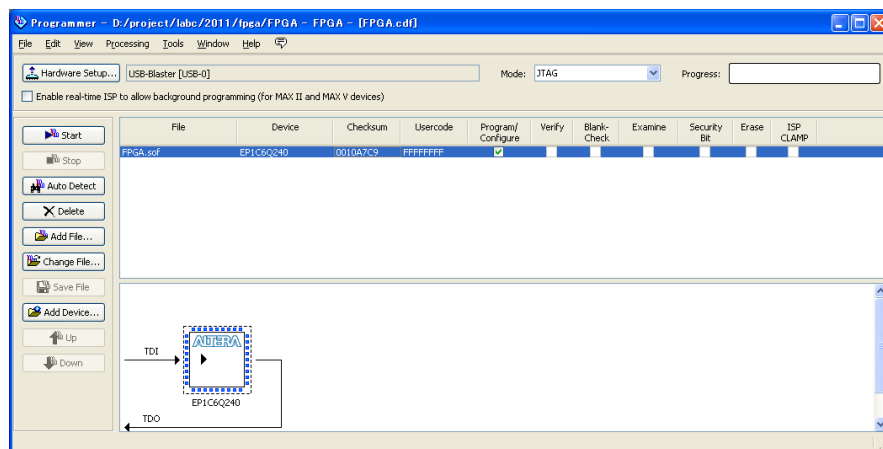 Programmer - D:/project/labc/2011/fpga/FPGA - FPGA - [FPGA.cdf]
File Edit View Processing Tools Window Help
Hardware Setup... USB-Blaster [USB-0] Mode: JTAG Progress:
Enable real-time ISP to allow background programming (for MAX II and MAX V devices)
File Device Checksum Usercode Program/ Configure Verify Blank- Check Examine Security Bit Erase ISP CLAMP
FPGA.sof EP1C6Q240 0010A7C9 FFFFFFFF
Start
Stop
Auto Detect
Delete
Add File...
Change File...
Save File
Add Device...
Up
Down
ALTERA
TDI
EP1C6Q240
TDO